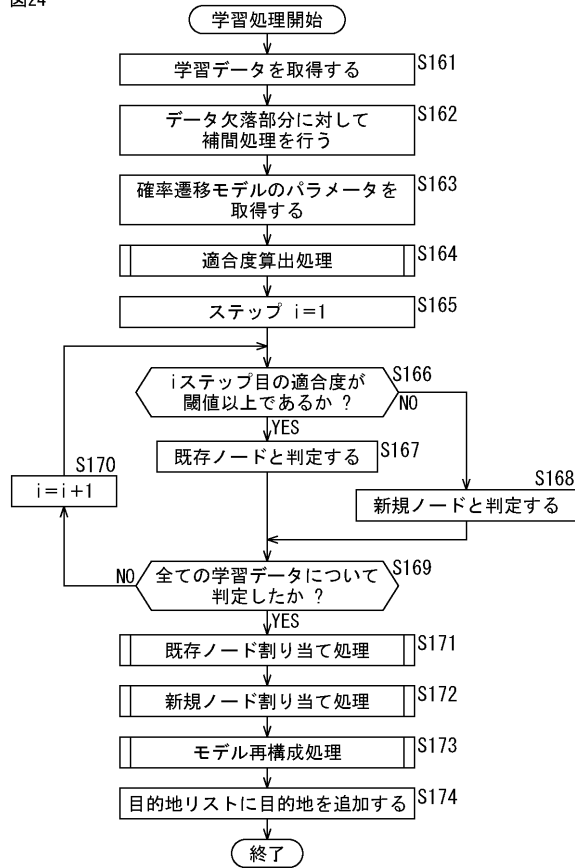 図24
学習処理開始
学習データを取得する
S161
データ欠落部分に対して
補間処理を行う
S162
確率遷移モデルのパラメータを
取得する
S163
適合度算出処理
S164
ステップ i=1
S165
iステップ目の適合度が
閾値以上であるか ?
S166
NO
YES
既存ノードと判定する
S167
S170
i=i+1
S168
新規ノードと判定する
全ての学習データについて
判定したか ?
S169
NO
YES
既存ノード割り当て処理
S171
新規ノード割り当て処理
S172
モデル再構成処理
S173
目的地リストに目的地を追加する
S174
終了